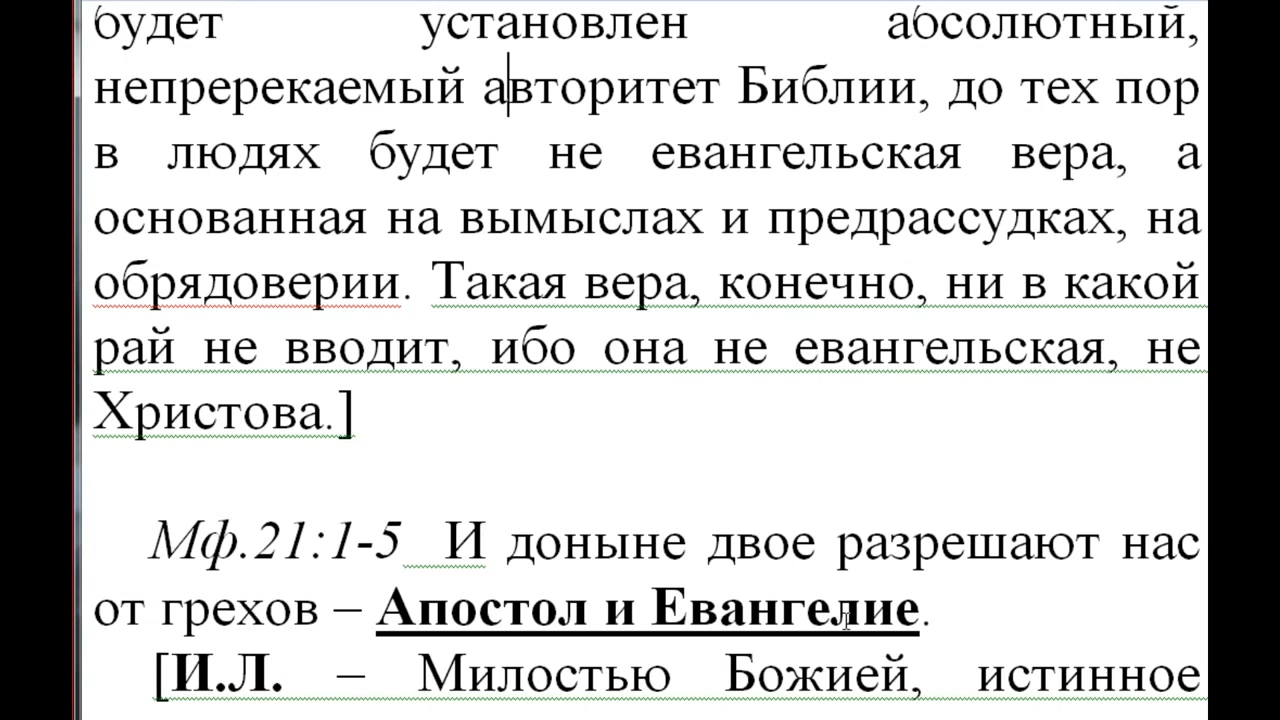 будет установлен абсолютный,
непререкаемый авторитет Библии, до тех пор
в людях будет не евангельская вера, а
основанная на вымыслах и предрассудках, на
обрядоверии. Такая вера, конечно, ни в какой
рай не вводит, ибо она не евангельская, не
Христова.]
Мф.21:1-5 И доныне двое разрешают нас
от грехов – Апостол и Евангелие.
[И.Л. – Милостью Божией, истинное